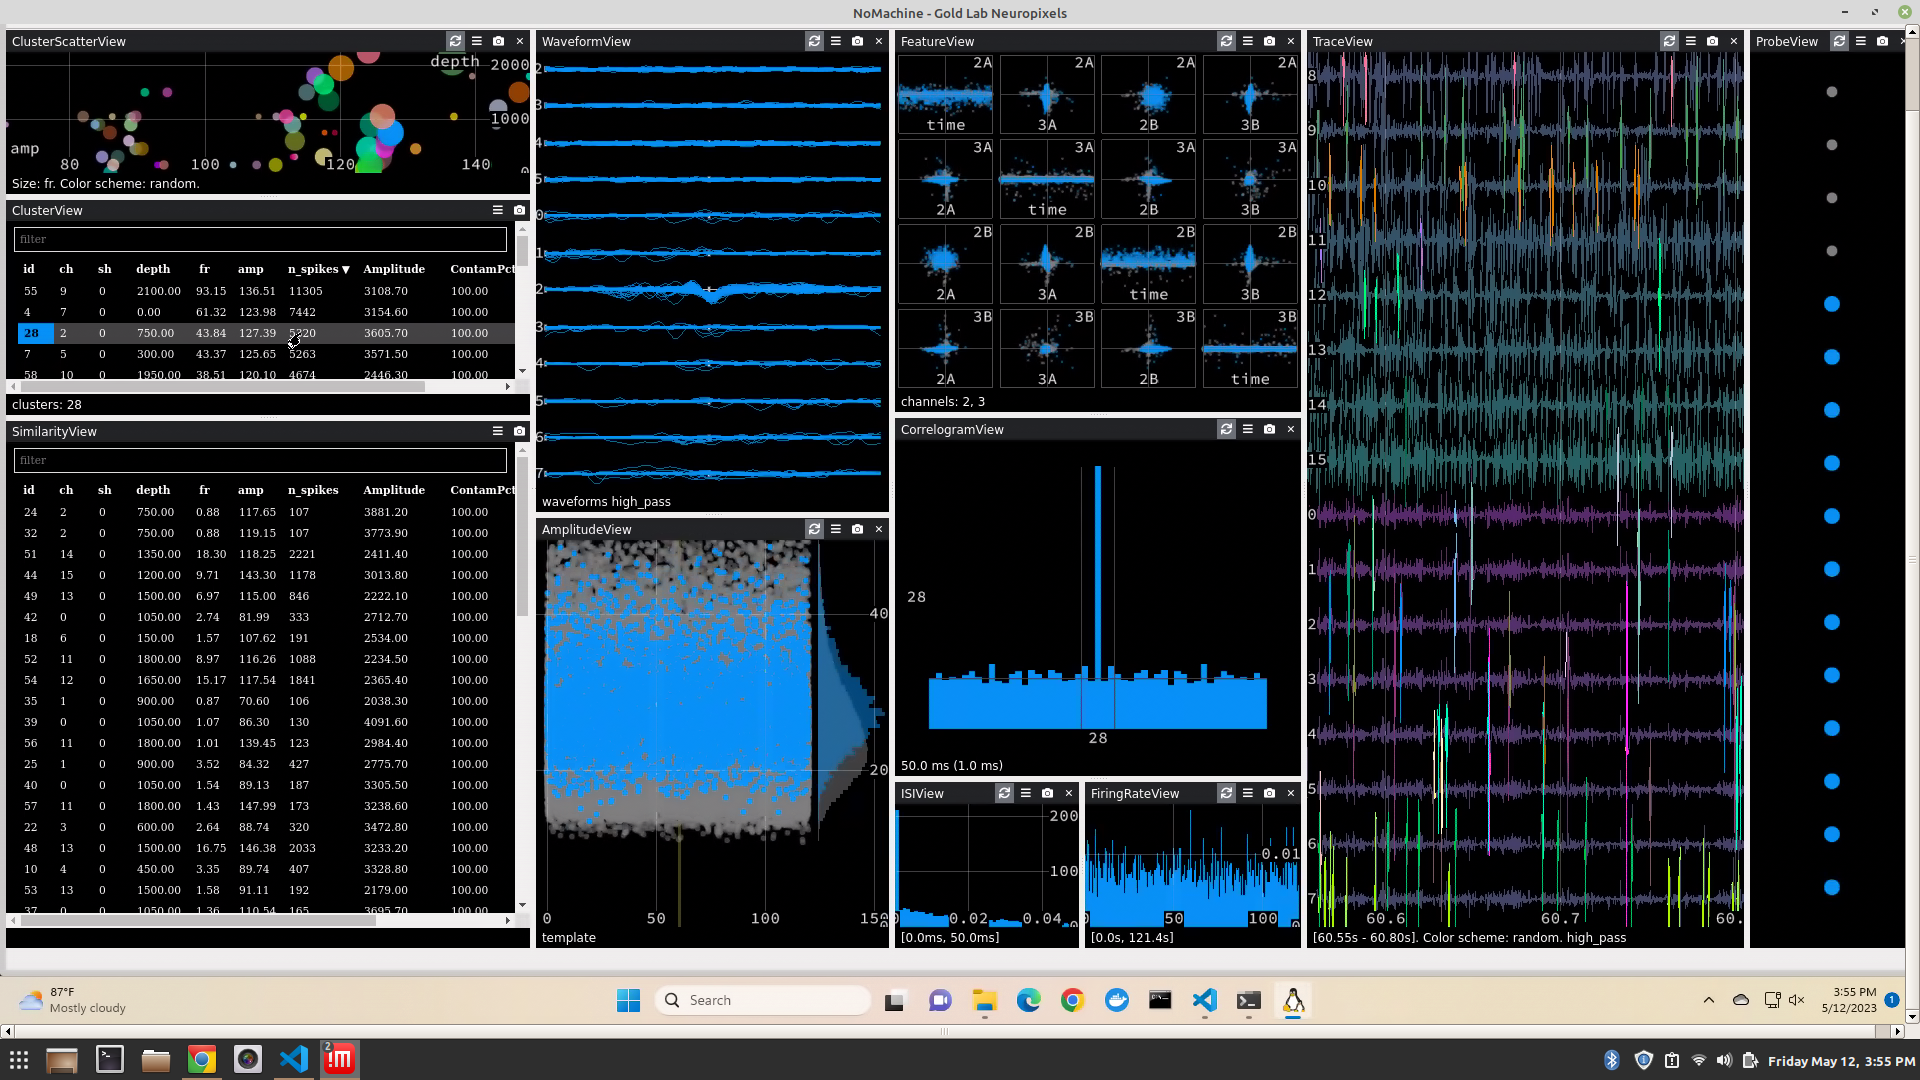 NoMachine - Gold Lab Neuropixels
ClusterScatterView
depth 2000
1000
0
amp
80 100 120 140
Size: fr. Color scheme: random.
ClusterView
filter
id ch sh depth fr amp n_spikes ▼ Amplitude ContamPct
55 9 0 2100.00 93.15 136.51 11305 3108.70 100.00
4 7 0 0.00 61.32 123.98 7442 3154.60 100.00
28 2 0 750.00 43.84 127.39 5320 3605.70 100.00
7 5 0 300.00 43.37 125.65 5263 3571.50 100.00
58 10 0 1950.00 38.51 120.10 4674 2446.30 100.00
clusters: 28
SimilarityView
filter
id ch sh depth fr amp n_spikes Amplitude ContamPct
24 2 0 750.00 0.88 117.65 107 3881.20 100.00
32 2 0 750.00 0.88 119.15 107 3773.90 100.00
51 14 0 1350.00 18.30 118.25 2221 2411.40 100.00
44 15 0 1200.00 9.71 143.30 1178 3013.80 100.00
49 13 0 1500.00 6.97 115.00 846 2222.10 100.00
42 0 0 1050.00 2.74 81.99 333 2712.70 100.00
18 6 0 150.00 1.57 107.62 191 2534.00 100.00
52 11 0 1800.00 8.97 116.26 1088 2234.50 100.00
54 12 0 1650.00 15.17 117.54 1841 2365.40 100.00
35 1 0 900.00 0.87 70.60 106 2038.30 100.00
39 0 0 1050.00 1.07 86.30 130 4091.60 100.00
56 11 0 1800.00 1.01 139.45 123 2984.40 100.00
25 1 0 900.00 3.52 84.32 427 2775.70 100.00
40 0 0 1050.00 1.54 89.13 187 3305.50 100.00
57 11 0 1800.00 1.43 147.99 173 3238.60 100.00
22 3 0 600.00 2.64 88.74 320 3472.80 100.00
48 13 0 1500.00 16.75 146.38 2033 3233.20 100.00
10 4 0 450.00 3.35 89.74 407 3328.80 100.00
53 13 0 1500.00 1.58 91.11 192 2179.00 100.00
37 0 0 1050.00 1.36 110.54 165 3695.70 100.00
WaveformView
2
3
4
5
0
1
2
3
4
5
6
7
waveforms high_pass
AmplitudeView
40
20
0 50 100 150
template
FeatureView
2A 2A 2A 2A
time 3A 2B 3B
3A 3A 3A 3A
2A time 2B 3B
2B 2B 2B 2B
2A 3A time 3B
3B 3B 3B 3B
2A 3A 2B time
channels: 2, 3
CorrelogramView
28
28
50.0 ms (1.0 ms)
ISIView
200
100
0 0.02 0.04
[0.0ms, 50.0ms]
FiringRateView
0.01
50 100
[0.0s, 121.4s]
TraceView
8
9
10
11
12
13
14
15
0
1
2
3
4
5
6
7
60.6 60.7 60.
[60.55s - 60.80s]. Color scheme: random. high_pass
ProbeView
87°F
Mostly cloudy
Search
3:55 PM
5/12/2023
1
2
!m
Friday May 12, 3:55 PM